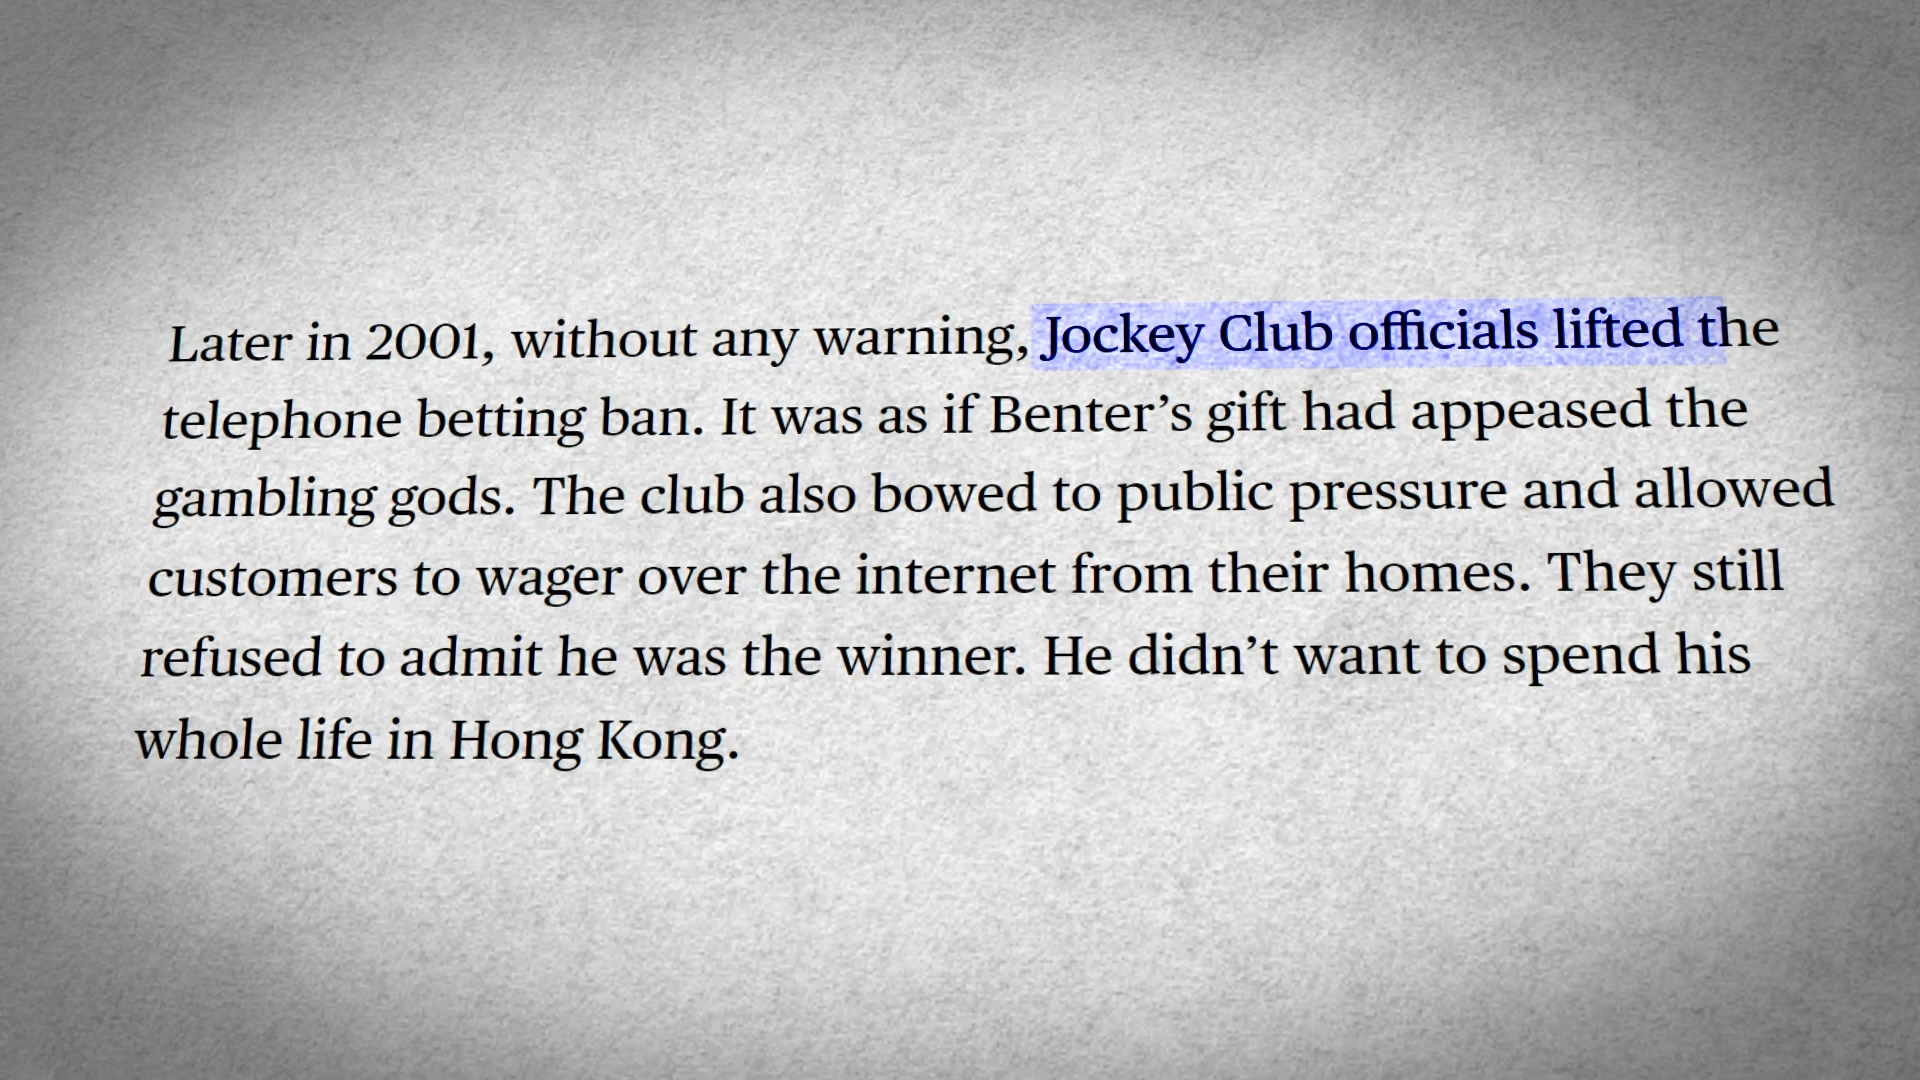 Later in 2001, without any warning, Jockey Club officials lifted the
telephone betting ban. It was as if Benter’s gift had appeased the
gambling gods. The club also bowed to public pressure and allowed
customers to wager over the internet from their homes. They still
refused to admit he was the winner. He didn’t want to spend his
whole life in Hong Kong.